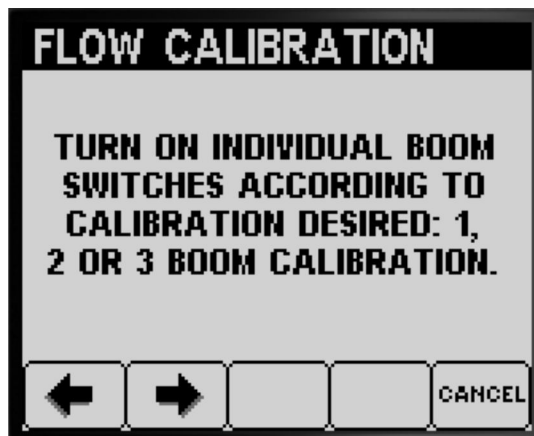 FLOW CALIBRATION
TURN ON INDIVIDUAL BOOM
SWITCHES ACCORDING TO
CALIBRATION DESIRED: 1,
2 OR 3 BOOM CALIBRATION.
CANCEL